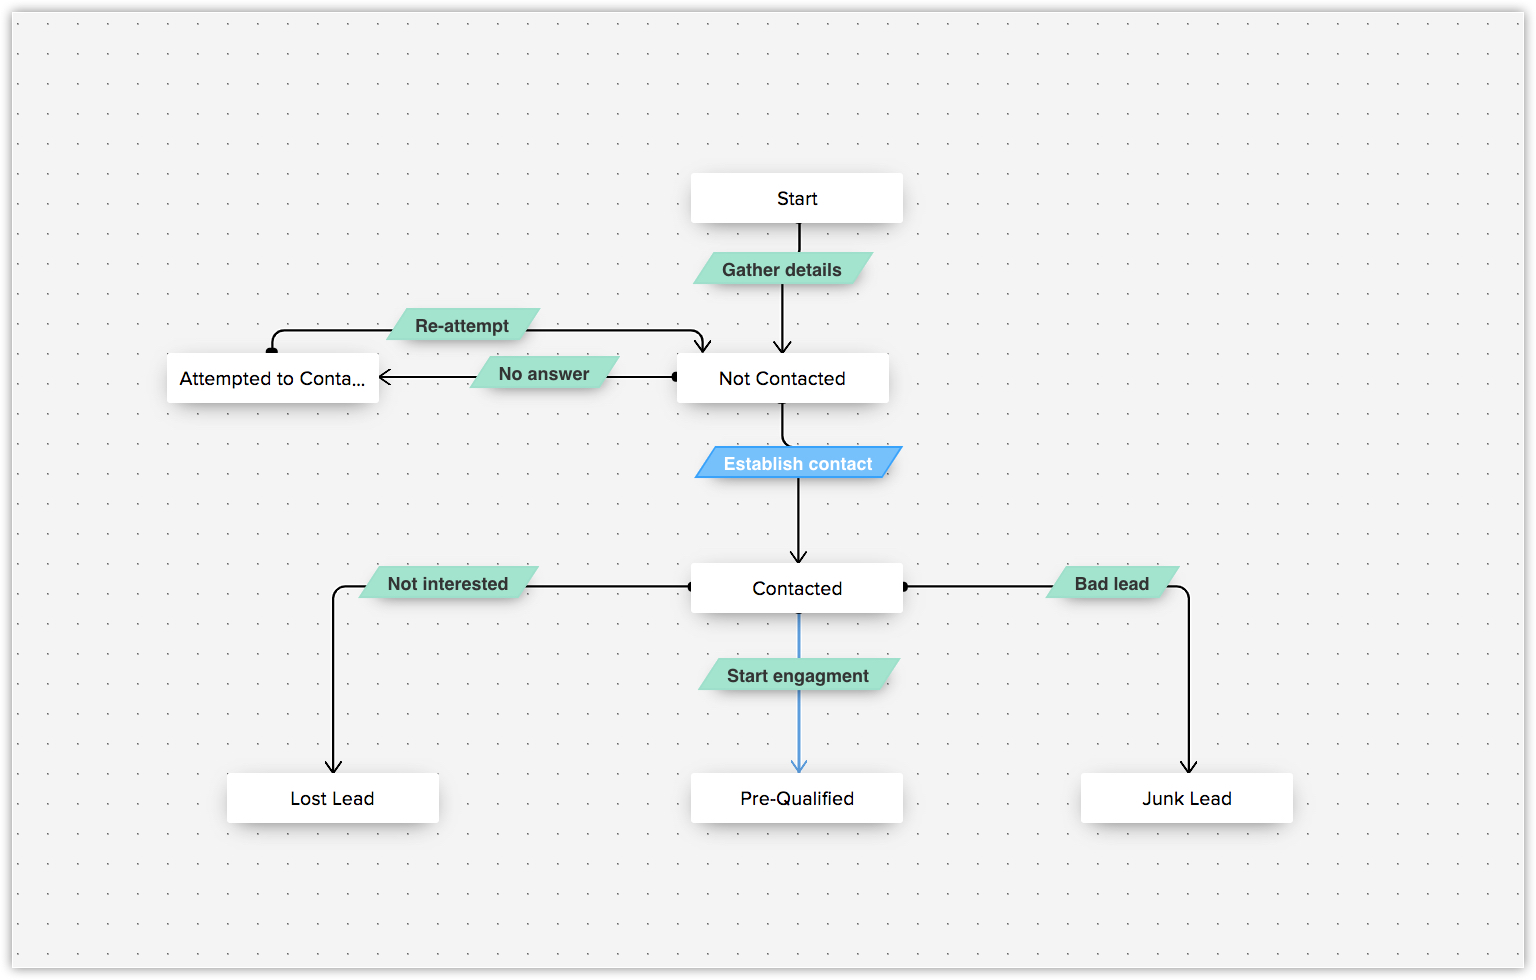 Start
Gather details
Re-attempt
Attempted to Conta...
No answer
Not Contacted
Establish contact
Not interested
Contacted
Bad lead
Start engagment
Lost Lead
Pre-Qualified
Junk Lead